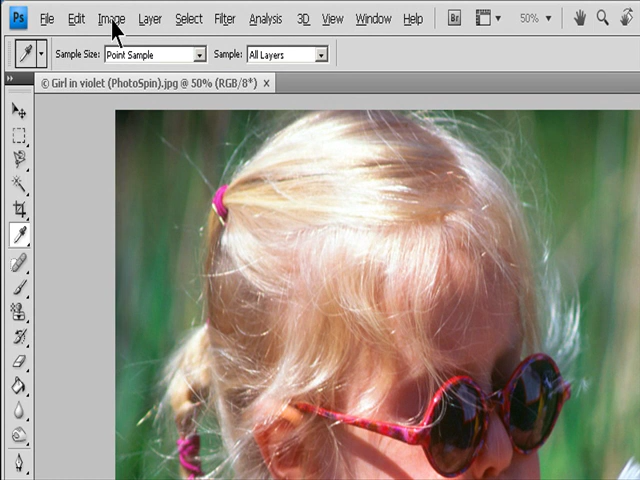 Ps File Edit Image Layer Select Filter Analysis 3D View Window Help Br 50%
Sample Size: Point Sample Sample: All Layers
© Girl in violet (PhotoSpin).jpg @ 50% (RGB/8*) x